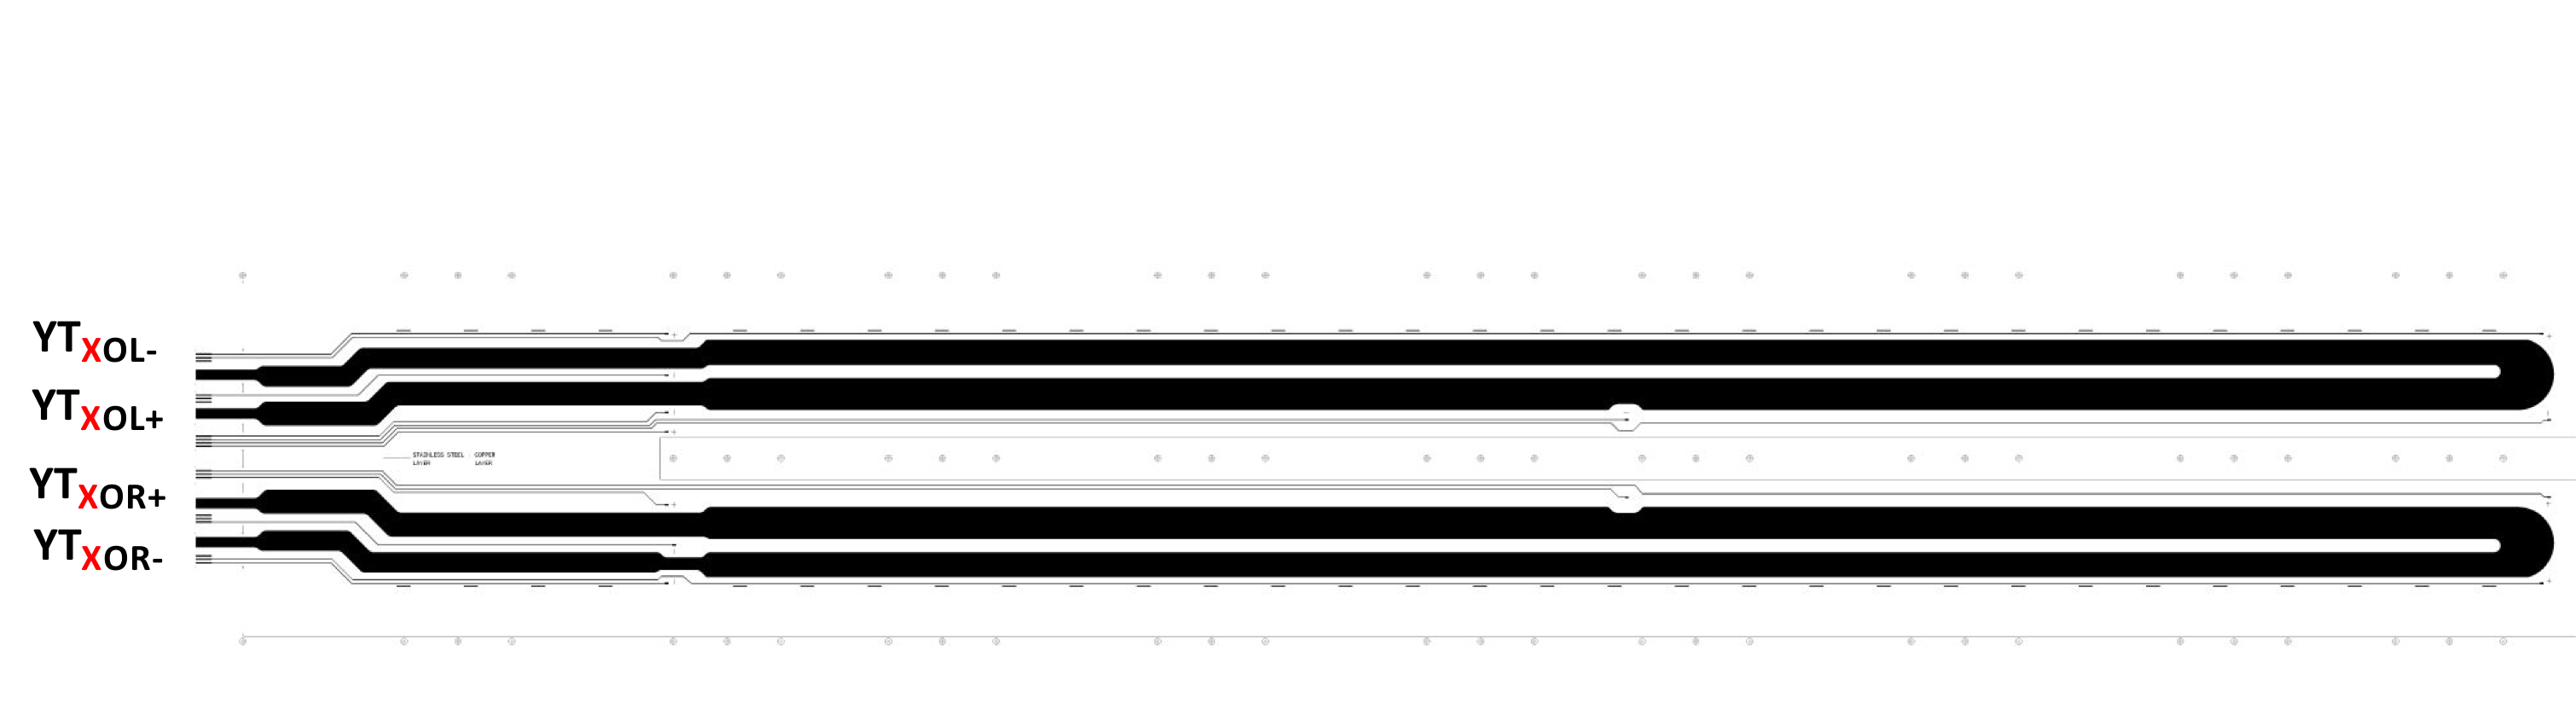 YTXOL-
YTXOL+
STAINLESS STEEL COPPER
LAYER LAYER
YTXOR+
YTXOR-